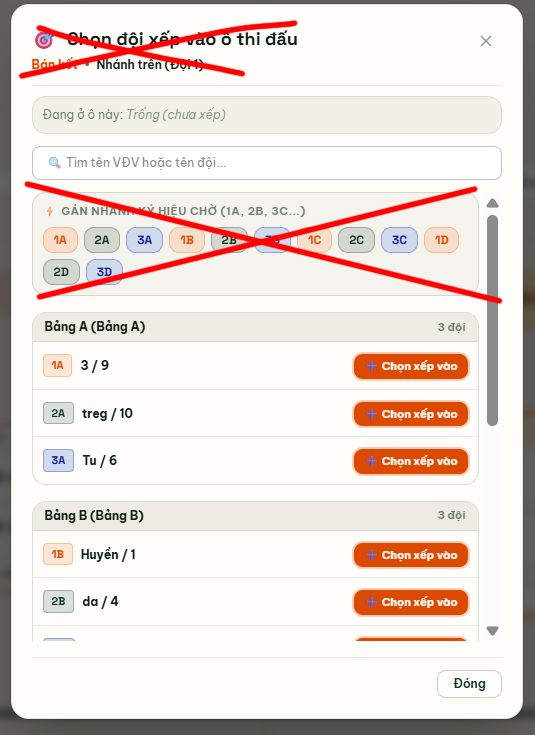 🎯 Chọn đội xếp vào ô thi đấu
Bán kết • Nhánh trên (Đội 1)
Đang ở ô này: Trống (chưa xếp)
🔍 Tìm tên VĐV hoặc tên đội...
⚡ GÁN NHANH KÝ HIỆU CHỜ (1A, 2B, 3C...)
1A 2A 3A 1B 2B 3B 1C 2C 3C 1D
2D 3D
Bảng A (Bảng A) 3 đội
1A 3 / 9 ➕ Chọn xếp vào
2A treg / 10 ➕ Chọn xếp vào
3A Tu / 6 ➕ Chọn xếp vào
Bảng B (Bảng B) 3 đội
1B Huyền / 1 ➕ Chọn xếp vào
2B da / 4 ➕ Chọn xếp vào
Đóng